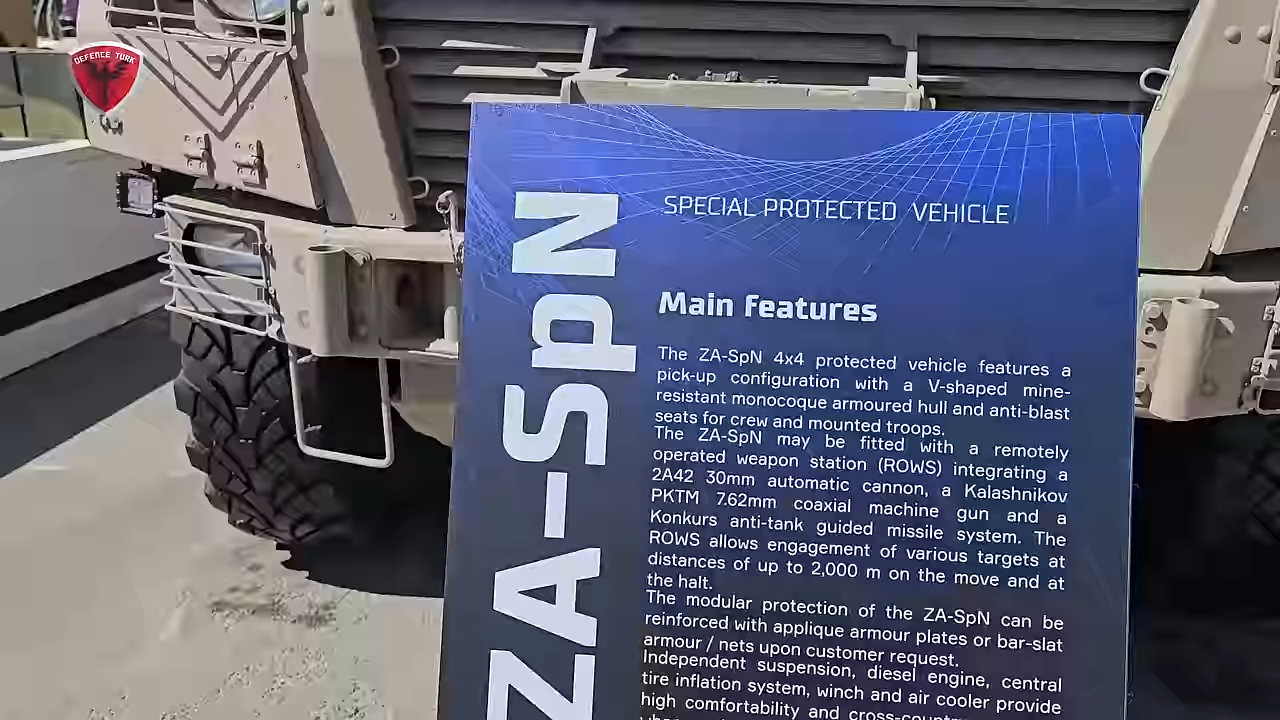 DEFENCE TURK
ZA-SpN
SPECIAL PROTECTED VEHICLE
Main features
The ZA-SpN 4x4 protected vehicle features a
pick-up configuration with a V-shaped mine-
resistant monocoque armoured hull and anti-blast
seats for crew and mounted troops.
The ZA-SpN may be fitted with a remotely
operated weapon station (ROWS) integrating a
2A42 30mm automatic cannon, a Kalashnikov
PKTM 7.62mm coaxial machine gun and a
Konkurs anti-tank guided missile system. The
ROWS allows engagement of various targets at
distances of up to 2,000 m on the move and at
the halt.
The modular protection of the ZA-SpN can be
reinforced with applique armour plates or bar-slat
armour / nets upon customer request.
Independent suspension, diesel engine, central
tire inflation system, winch and air cooler provide
high comfortability and